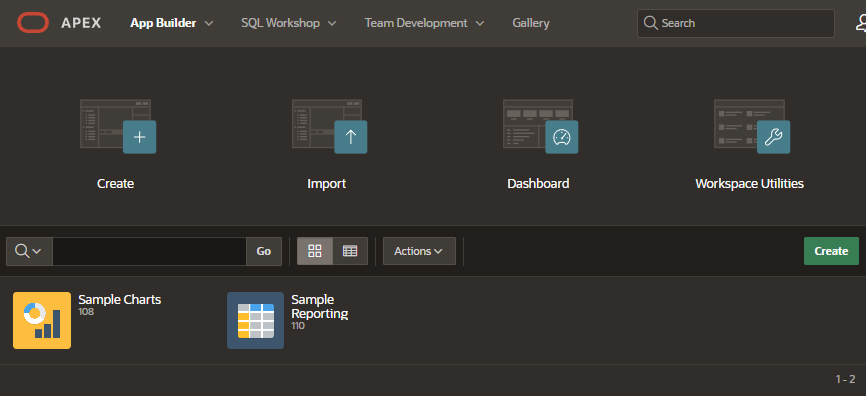 APEX App Builder SQL Workshop Team Development Gallery Search
Create Import Dashboard Workspace Utilities
Go Actions Create
Sample Charts
108
Sample
Reporting
110
1 - 2